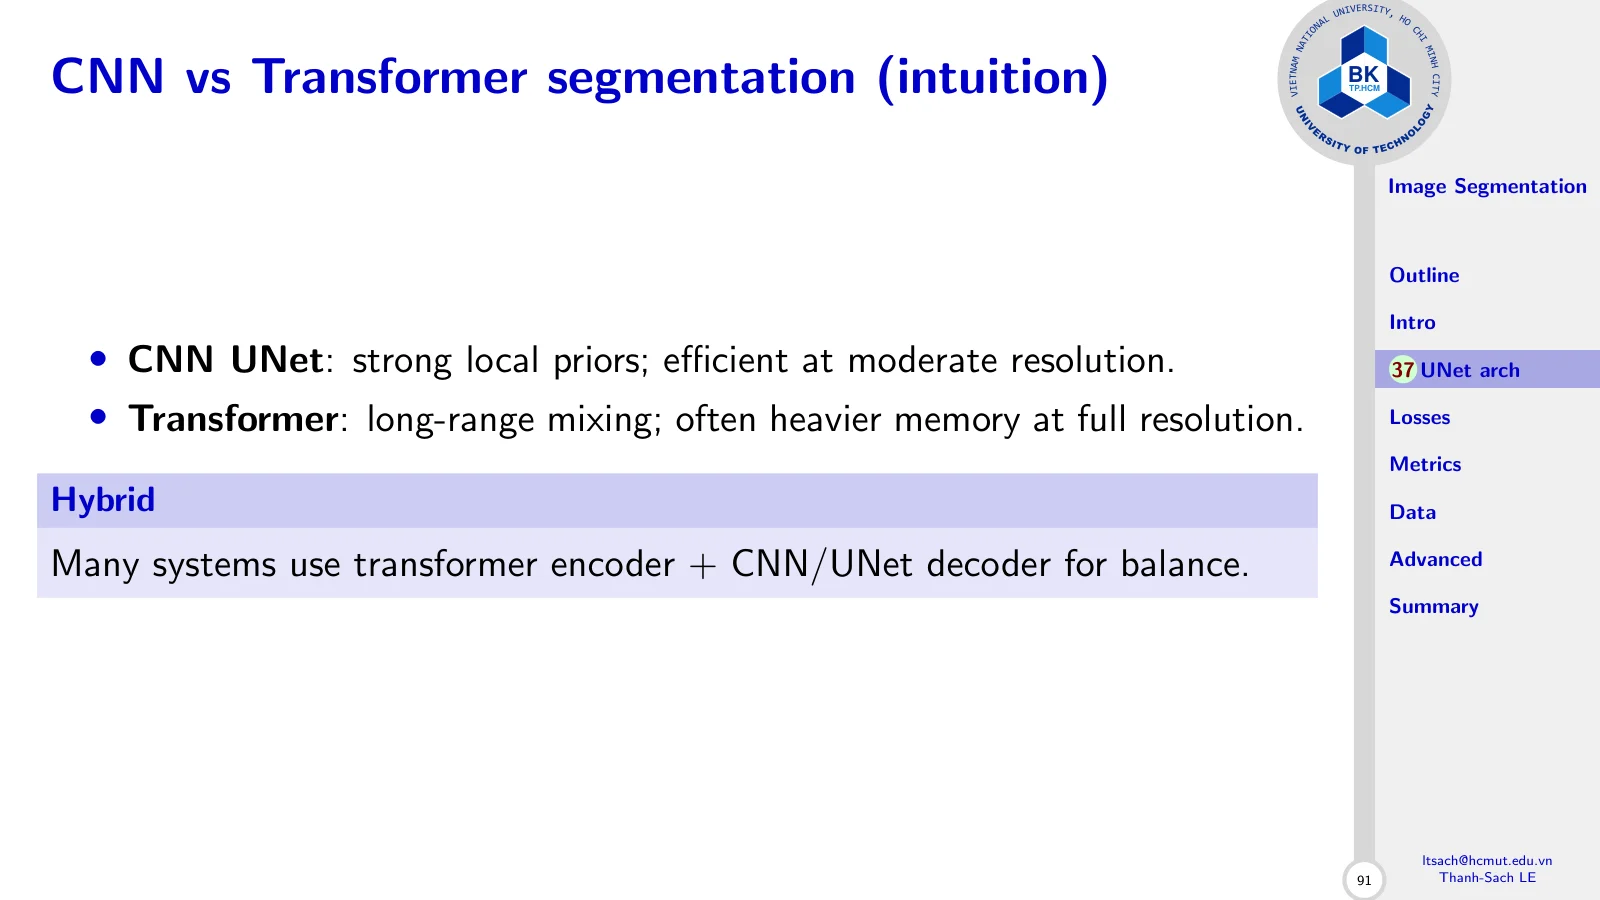 CNN vs Transformer segmentation (intuition)
• CNN UNet: strong local priors; efficient at moderate resolution.
• Transformer: long-range mixing; often heavier memory at full resolution.
Hybrid
Many systems use transformer encoder + CNN/UNet decoder for balance.
VIETNAM NATIONAL UNIVERSITY, HO CHI MINH CITY
BK
TP.HCM
UNIVERSITY OF TECHNOLOGY
Image Segmentation
Outline
Intro
37 UNet arch
Losses
Metrics
Data
Advanced
Summary
ltsach@hcmut.edu.vn
Thanh-Sach LE
91